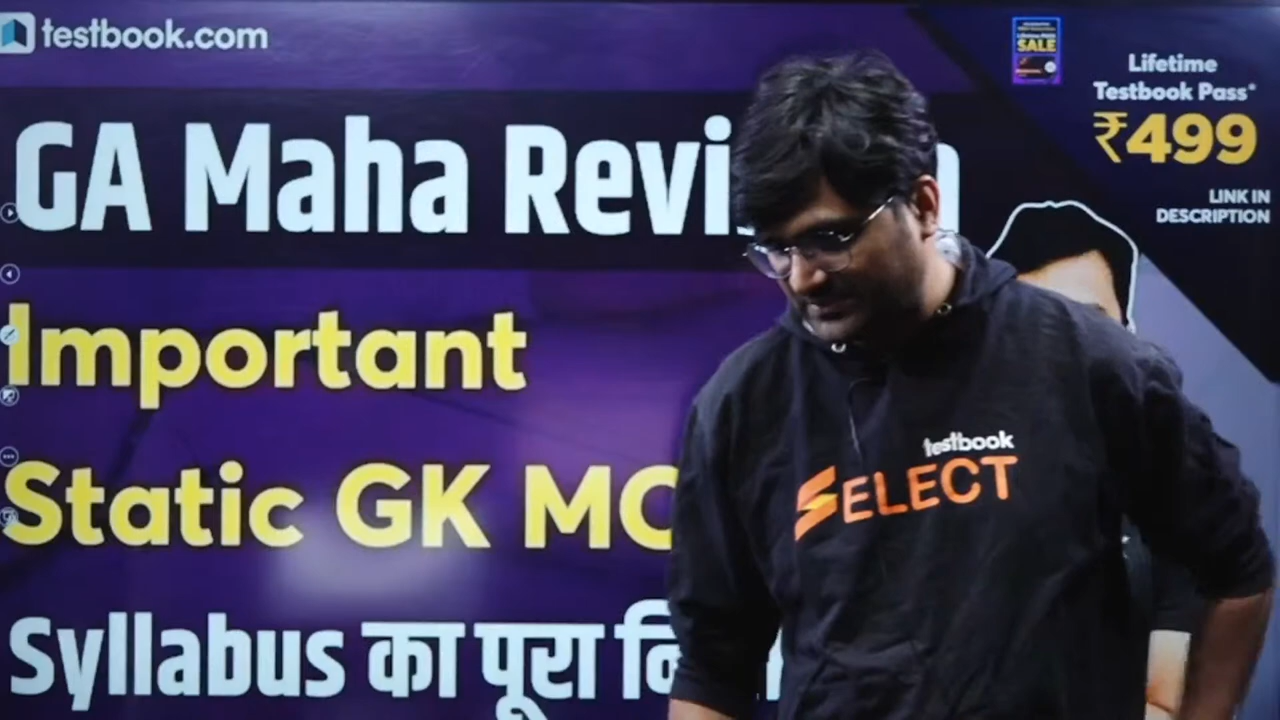 testbook.com
SALE
Lifetime
Testbook Pass*
₹499
LINK IN
DESCRIPTION
GA Maha Revi
Important
Static GK MC
Syllabus का पूरा
testbook
SELECT